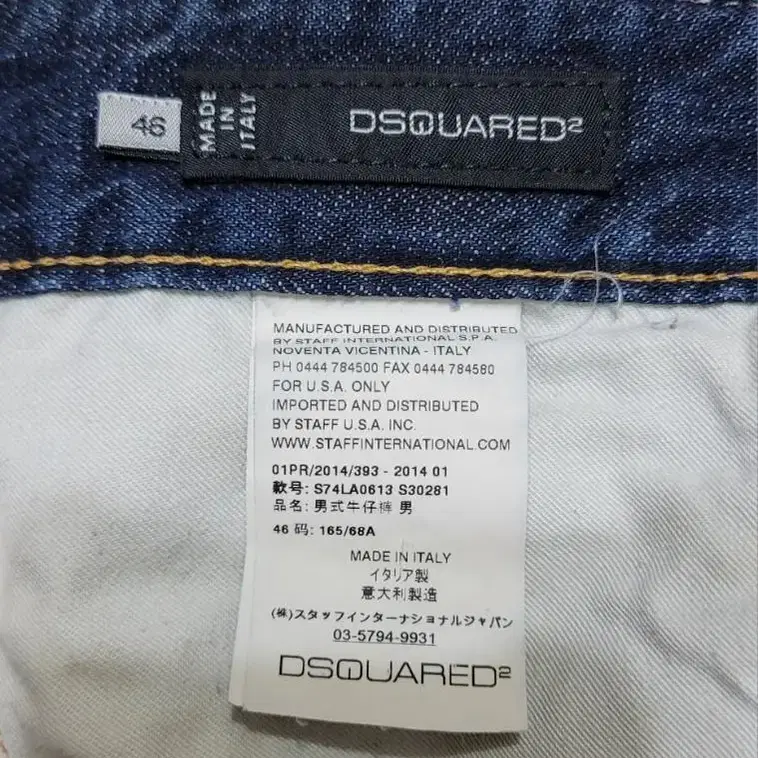 46
MADE
IN
ITALY
DSQUARED2
MANUFACTURED AND DISTRIBUTED
BY STAFF INTERNATIONAL S.P.A.
NOVENTA VICENTINA - ITALY
PH 0444 784500 FAX 0444 784580
FOR U.S.A. ONLY
IMPORTED AND DISTRIBUTED
BY STAFF U.S.A. INC.
WWW.STAFFINTERNATIONAL.COM
01PR/2014/393 - 2014 01
款号: S74LA0613 S30281
品名: 男式牛仔裤 男
46 码: 165/68A
MADE IN ITALY
イタリア製
意大利製造
(株)スタッフインターナショナルジャパン
03-5794-9931
DSQUARED2